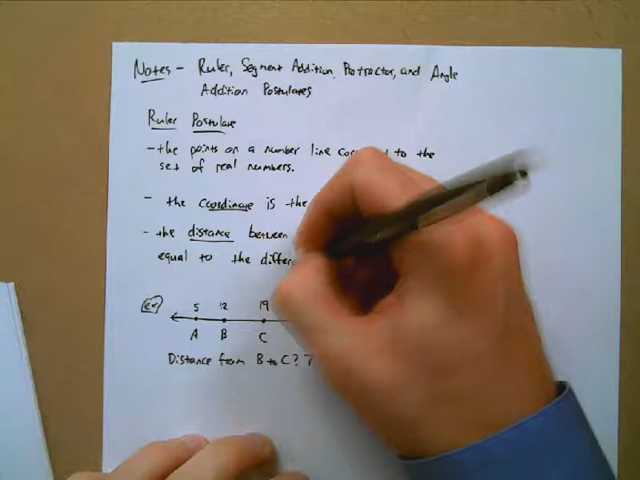 Notes - Ruler, Segment Addition, Protractor, and Angle
Addition Postulates
Ruler Postulate
- the points on a number line to the
set of real numbers.
- the coordinate is the
- the distance between
equal to the
ex 5 12 19
A B C
Distance from B to C? 7